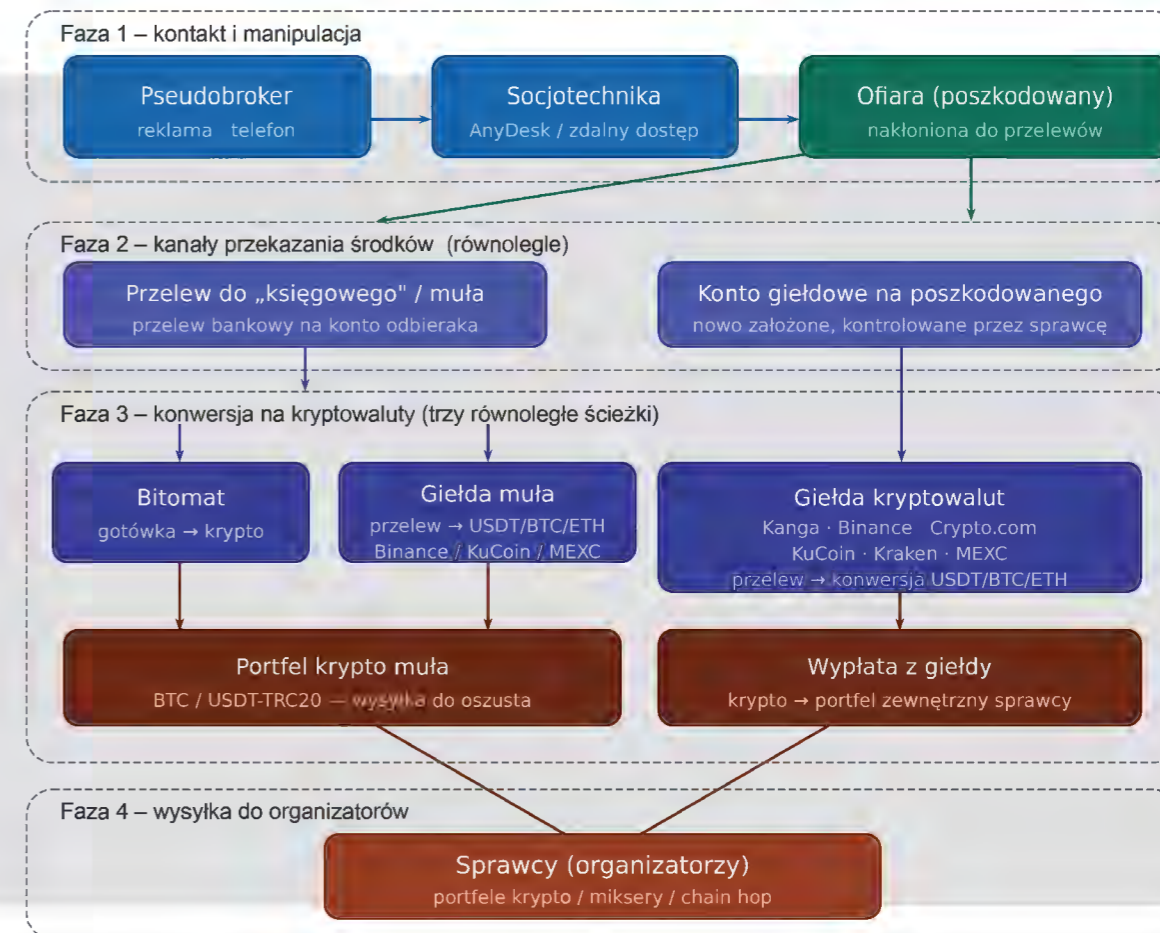 Faza 1 – kontakt i manipulacja
Pseudobroker
reklama telefon
Socjotechnika
AnyDesk / zdalny dostęp
Ofiara (poszkodowany)
nakłoniona do przelewów
Faza 2 – kanały przekazania środków (równolegle)
Przelew do „księgowego" / muła
przelew bankowy na konto odbieraka
Konto giełdowe na poszkodowanego
nowo założone, kontrolowane przez sprawcę
Faza 3 – konwersja na kryptowaluty (trzy równoległe ścieżki)
Bitomat
gotówka → krypto
Giełda muła
przelew → USDT/BTC/ETH
Binance / KuCoin / MEXC
Giełda kryptowalut
Kanga · Binance Crypto.com
KuCoin · Kraken · MEXC
przelew → konwersja USDT/BTC/ETH
Portfel krypto muła
BTC / USDT-TRC20 — wysyłka do oszusta
Wypłata z giełdy
krypto → portfel zewnętrzny sprawcy
Faza 4 – wysyłka do organizatorów
Sprawcy (organizatorzy)
portfele krypto / miksery / chain hop